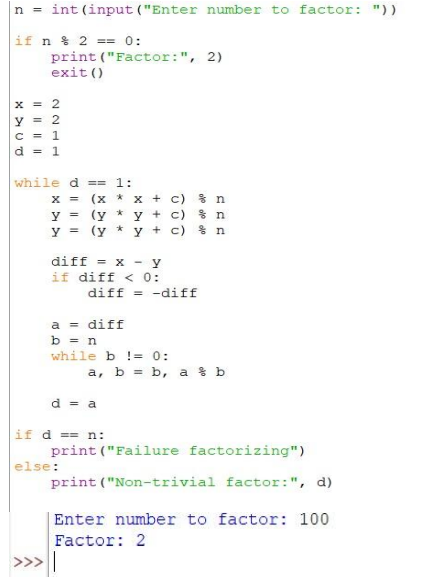 n = int(input("Enter number to factor: "))
if n % 2 == 0:
    print("Factor:", 2)
    exit()
x = 2
y = 2
c = 1
d = 1
while d == 1:
    x = (x * x + c) % n
    y = (y * y + c) % n
    y = (y * y + c) % n
    diff = x - y
    if diff < 0:
        diff = -diff
    a = diff
    b = n
    while b != 0:
        a, b = b, a % b
    d = a
if d == n:
    print("Failure factorizing")
else:
    print("Non-trivial factor:", d)
Enter number to factor: 100
Factor: 2
>>>